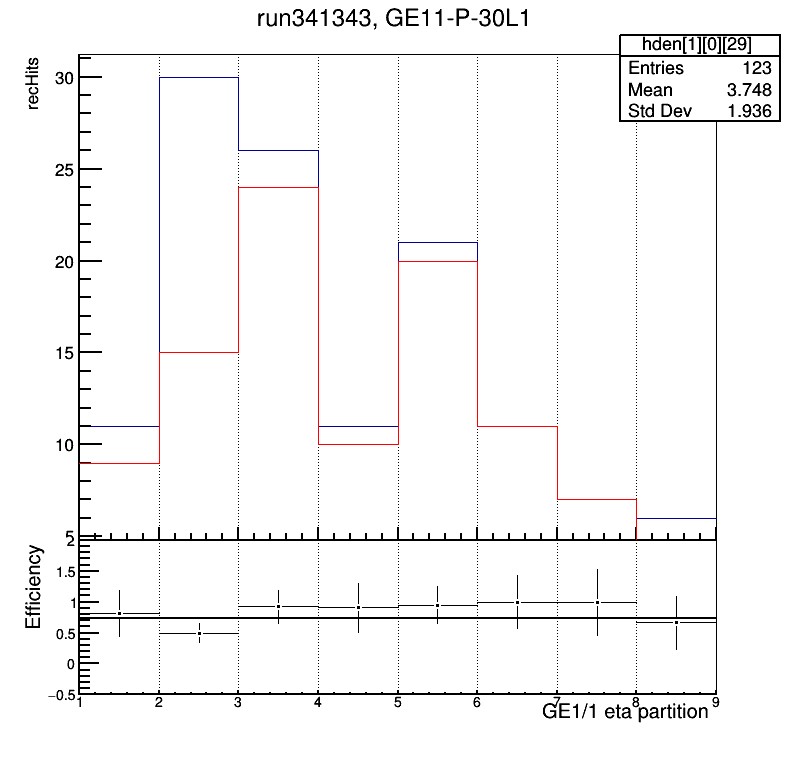 run341343, GE11-P-30L1
hden[1][0][29]
Entries 123
Mean 3.748
Std Dev 1.936
recHits
30
25
20
15
10
5
Efficiency
2
1.5
1
0.5
0
−0.5
1 2 3 4 5 6 7 8 9
GE1/1 eta partition